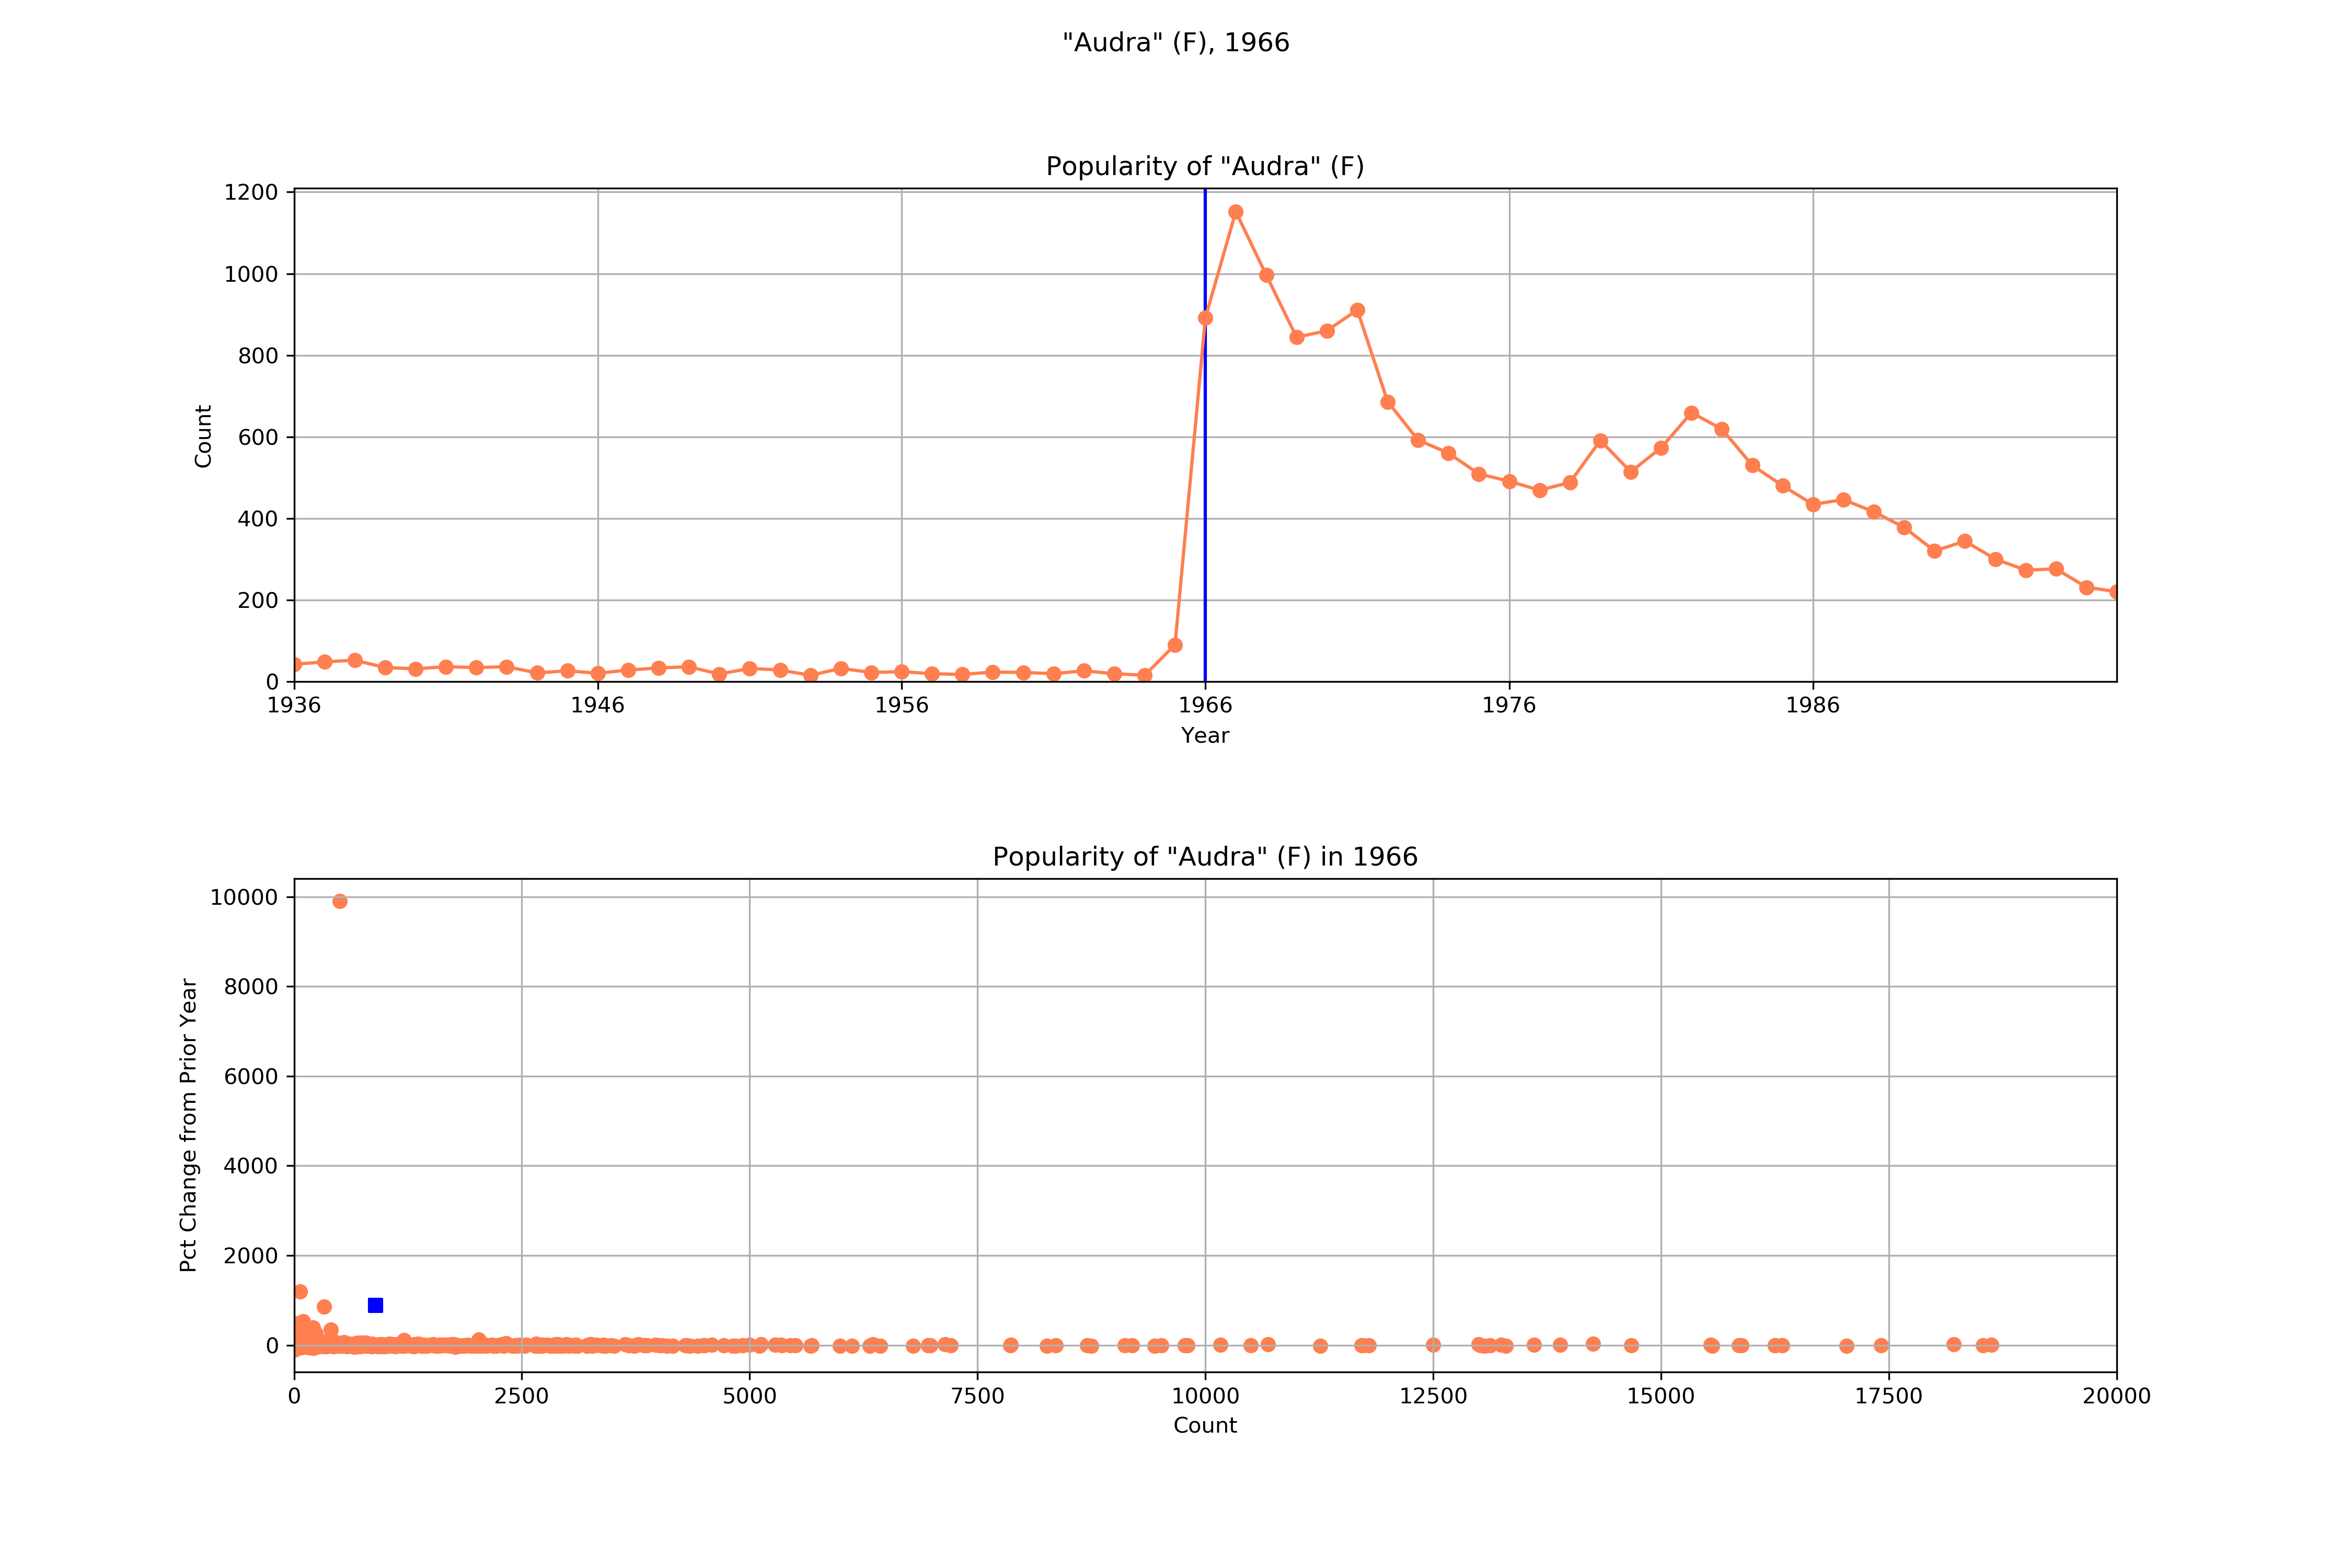 "Audra" (F), 1966
Popularity of "Audra" (F)
1200
1000
800
600
400
200
0
Count
1936 1946 1956 1966 1976 1986
Year
Popularity of "Audra" (F) in 1966
10000
8000
6000
4000
2000
0
Pct Change from Prior Year
0 2500 5000 7500 10000 12500 15000 17500 20000
Count